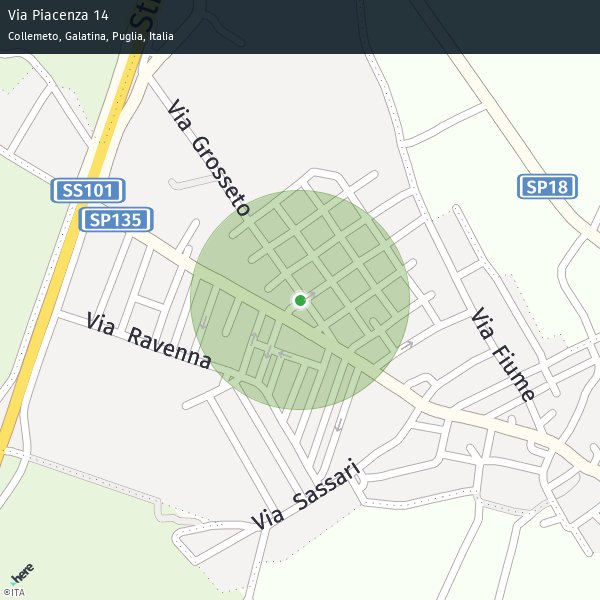 Via Piacenza 14
Collemeto, Galatina, Puglia, Italia
Via Grosseto
SS101
SP18
SP135
Via Ravenna
Via Fiume
Via Sassari
here
©ITA